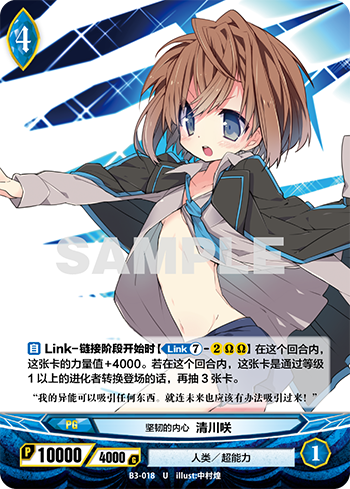 4
SAMPLE
自 Link-链接阶段开始时【Link 7-2ΩΩ】在这个回合内，
这张卡的力量值+4000。若在这个回合内，这张卡是通过等级
1以上的进化者转换登场的话，再抽3张卡。
“我的异能可以吸引任何东西。就连未来也应该有办法吸引过来！”
P6
坚韧的内心 清川咲
P 10000/4000 G
人类／超能力
1
B3-018 U illust:中村煌